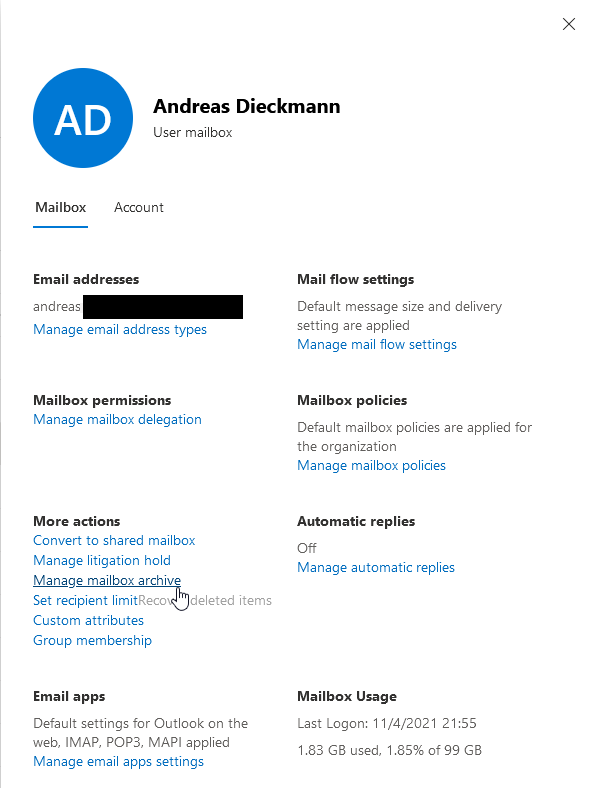 AD
Andreas Dieckmann
User mailbox
Mailbox
Account
Email addresses
andreas
Manage email address types
Mail flow settings
Default message size and delivery
setting are applied
Manage mail flow settings
Mailbox permissions
Manage mailbox delegation
Mailbox policies
Default mailbox policies are applied for
the organization
Manage mailbox policies
More actions
Convert to shared mailbox
Manage litigation hold
Manage mailbox archive
Set recipient limit deleted items
Custom attributes
Group membership
Automatic replies
Off
Manage automatic replies
Email apps
Default settings for Outlook on the
web, IMAP, POP3, MAPI applied
Manage email apps settings
Mailbox Usage
Last Logon: 11/4/2021 21:55
1.83 GB used, 1.85% of 99 GB